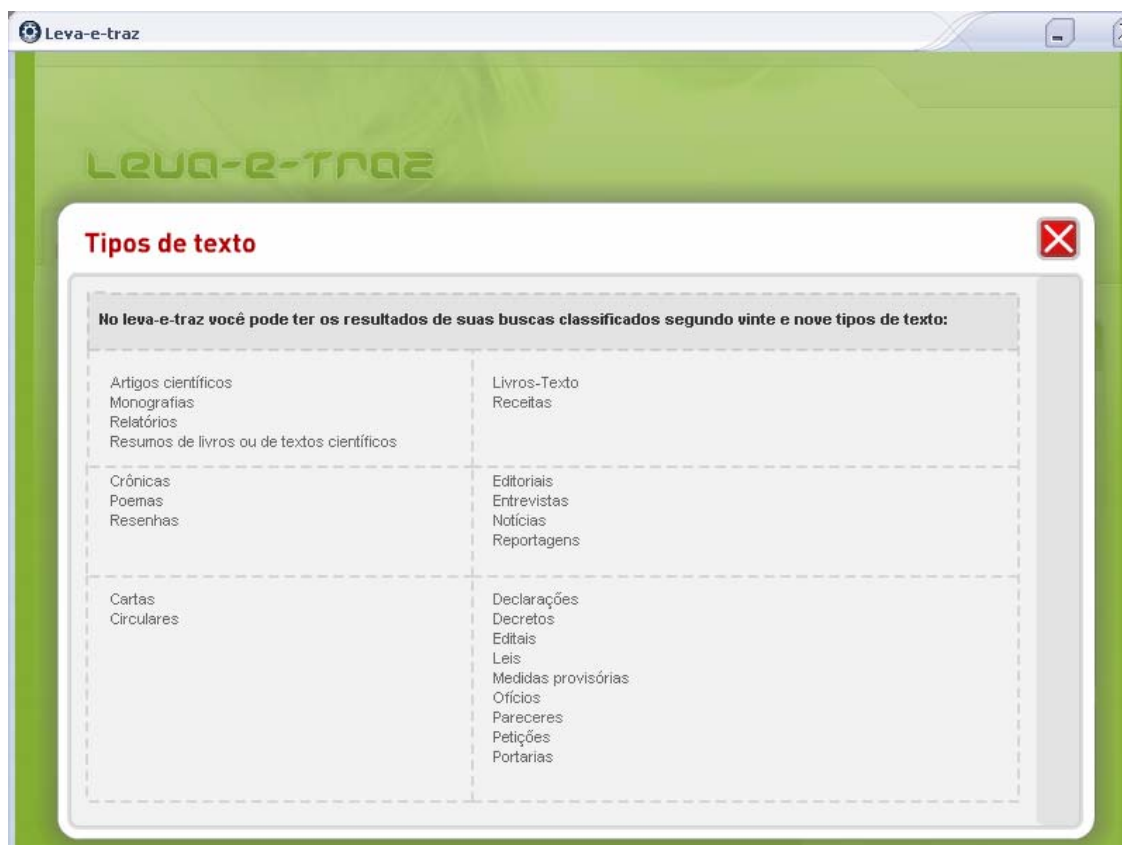 Leva-e-traz
Leva-e-traz
Tipos de texto
No leva-e-traz você pode ter os resultados de suas buscas classificados segundo vinte e nove tipos de texto:
Artigos científicos
Monografias
Relatórios
Resumos de livros ou de textos científicos
Livros-Texto
Receitas
Crônicas
Poemas
Resenhas
Editoriais
Entrevistas
Notícias
Reportagens
Cartas
Circulares
Declarações
Decretos
Editais
Leis
Medidas provisórias
Ofícios
Pareceres
Petições
Portarias